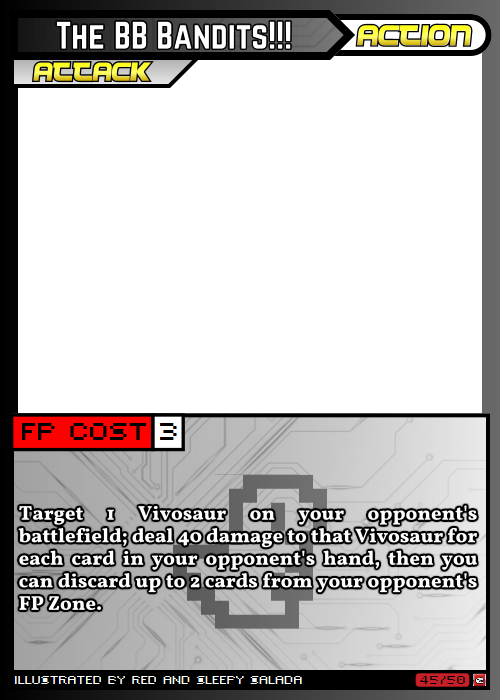 The BB Bandits!!!
ACTION
ATTACK
FP COST 3
Target 1 Vivosaur on your opponent's
battlefield; deal 40 damage to that Vivosaur for
each card in your opponent's hand, then you
can discard up to 2 cards from your opponent's
FP Zone.
ILLUSTRATED BY RED AND SLEEPY SALADA
45/50